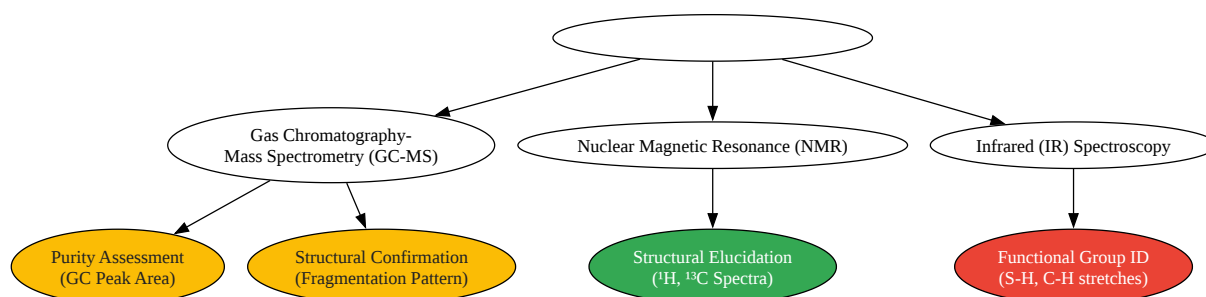 Gas Chromatography-
Mass Spectrometry (GC-MS)
Nuclear Magnetic Resonance (NMR)
Infrared (IR) Spectroscopy
Purity Assessment
(GC Peak Area)
Structural Confirmation
(Fragmentation Pattern)
Structural Elucidation
(¹H, ¹³C Spectra)
Functional Group ID
(S-H, C-H stretches)